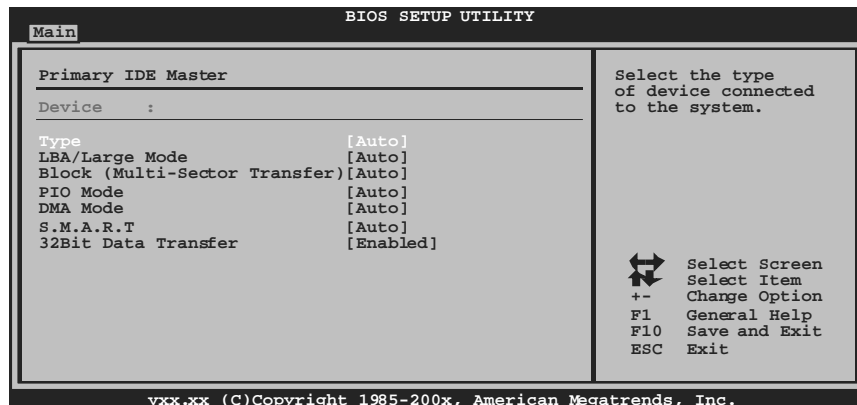 BIOS SETUP UTILITY
Main
Primary IDE Master
Device :
Type [Auto]
LBA/Large Mode [Auto]
Block (Multi-Sector Transfer)[Auto]
PIO Mode [Auto]
DMA Mode [Auto]
S.M.A.R.T [Auto]
32Bit Data Transfer [Enabled]
Select the type
of device connected
to the system.
Select Screen
Select Item
+- Change Option
F1 General Help
F10 Save and Exit
ESC Exit
vxx.xx (C)Copyright 1985-200x, American Megatrends, Inc.